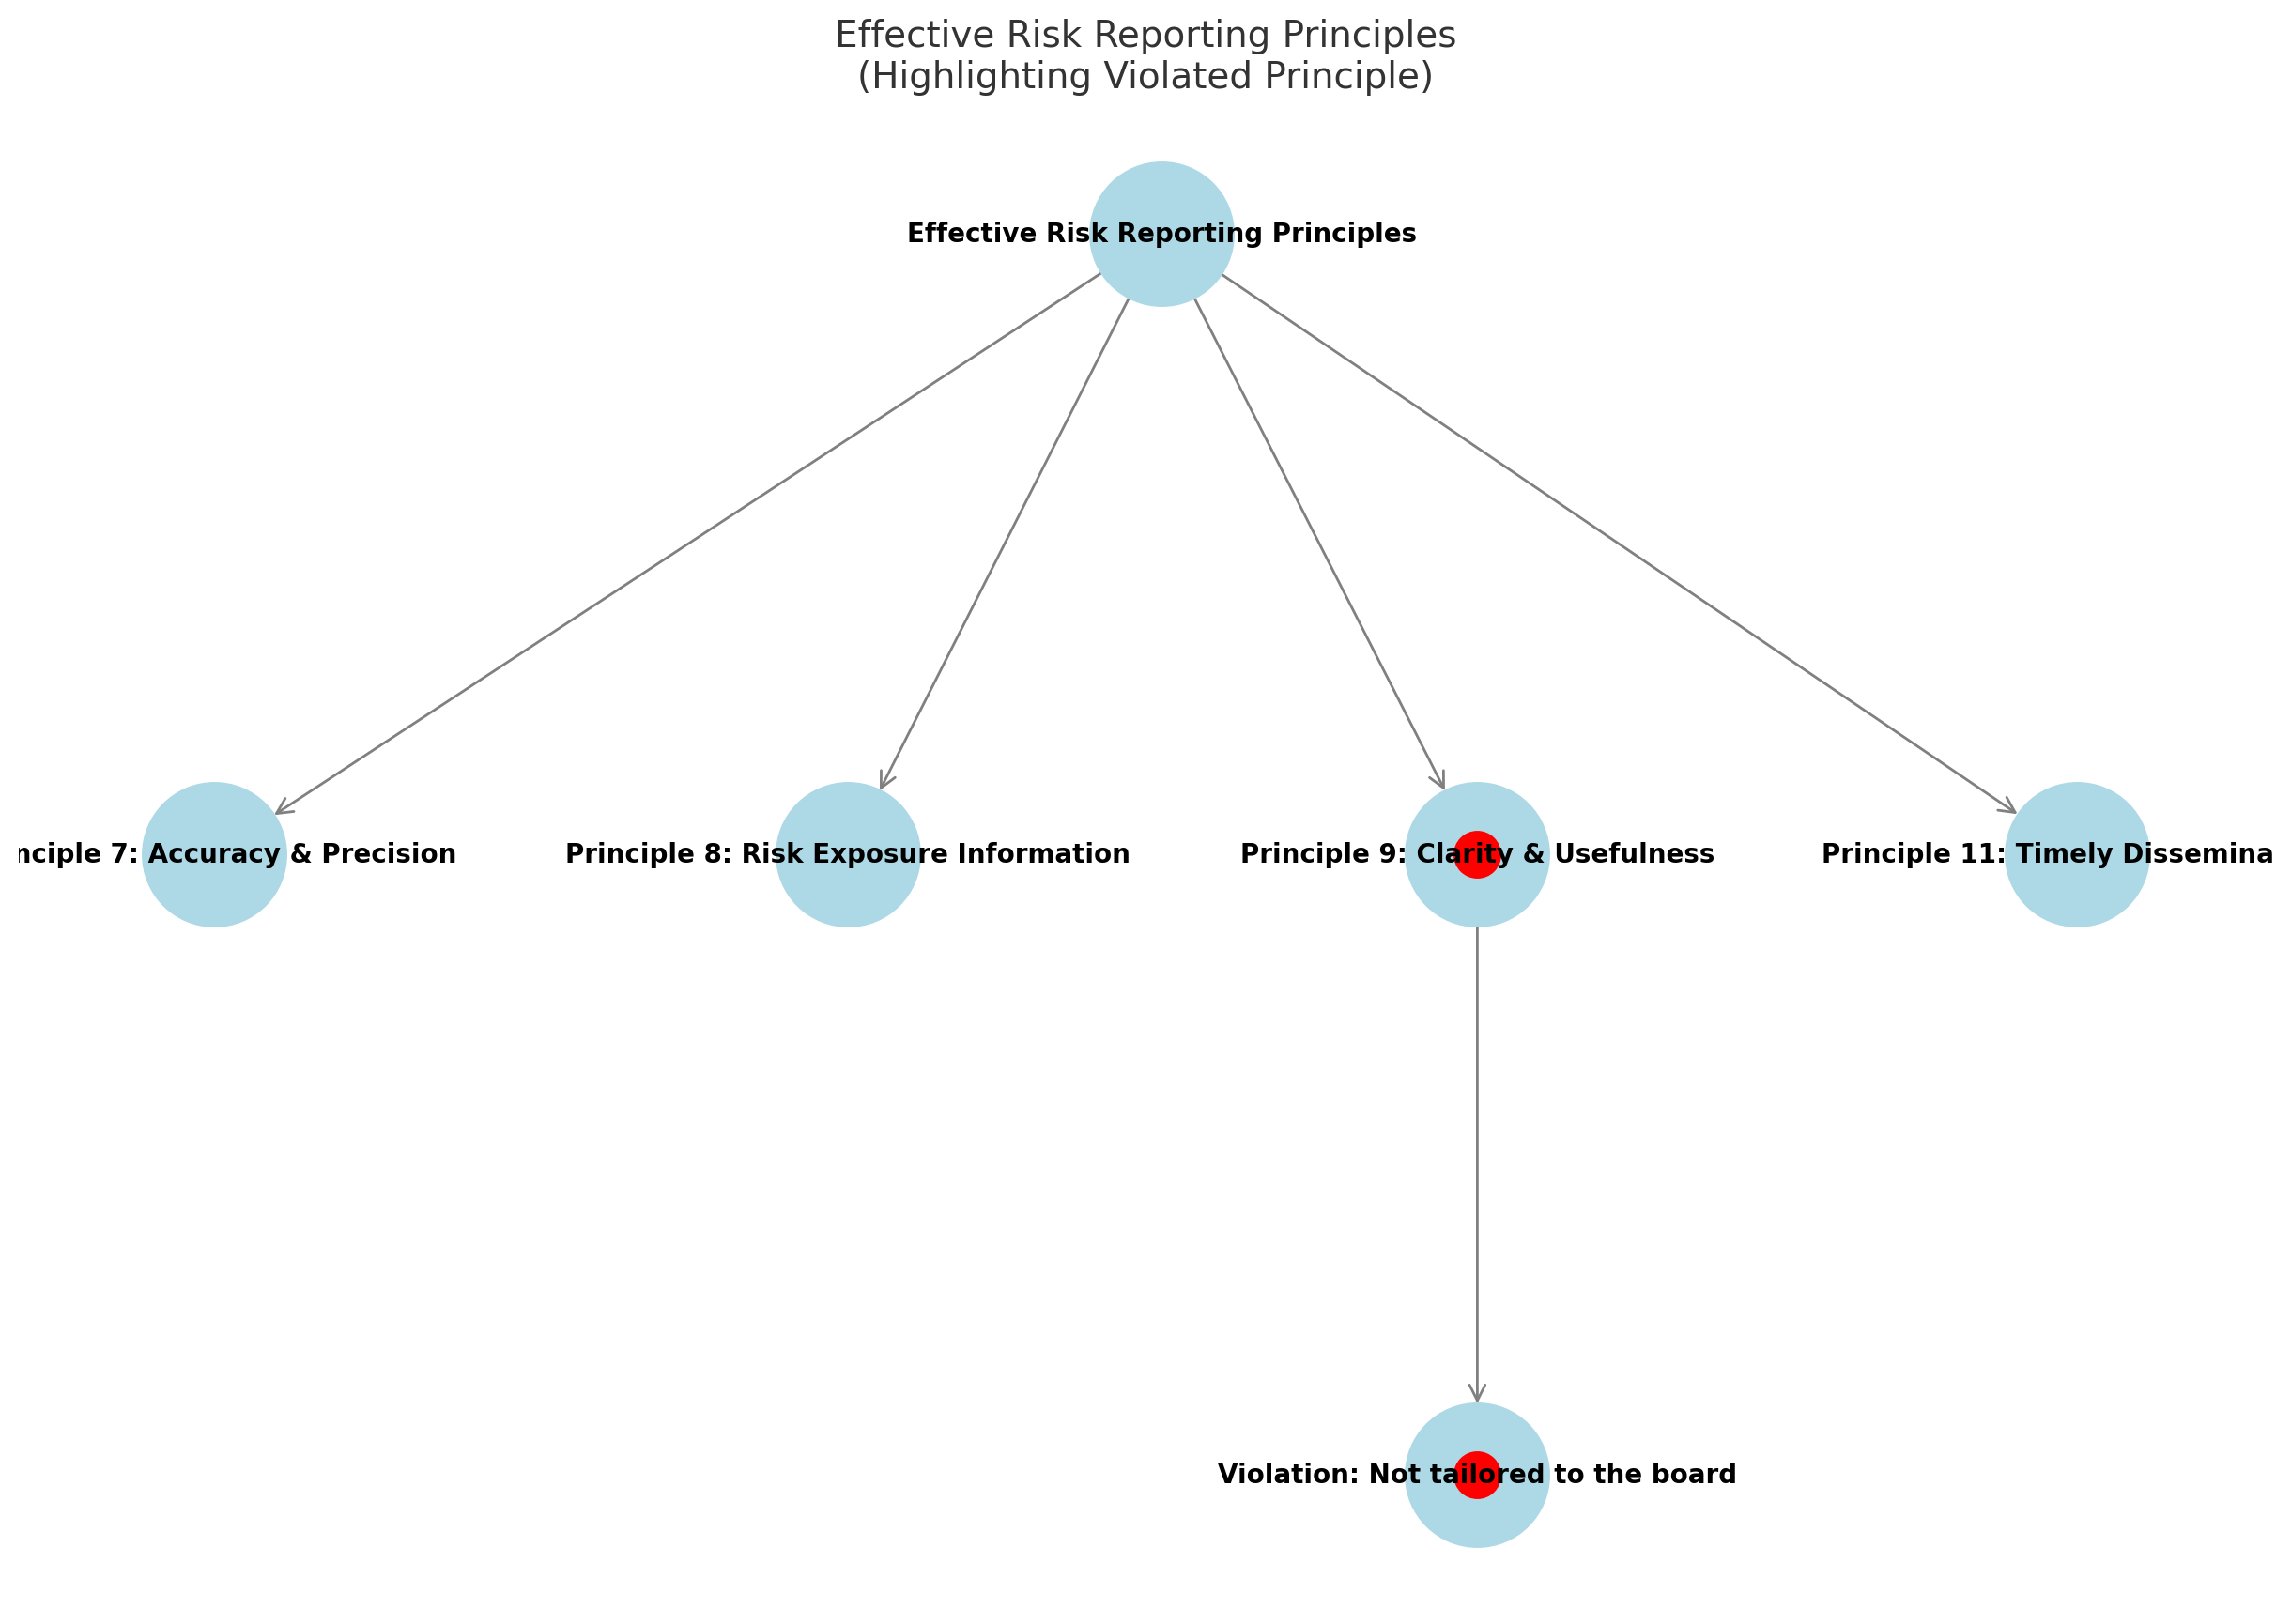 Effective Risk Reporting Principles
(Highlighting Violated Principle)
Effective Risk Reporting Principles
nciple 7: Accuracy & Precision
Principle 8: Risk Exposure Information
Principle 9: Clarity & Usefulness
Principle 11: Timely Dissemina
Violation: Not tailored to the board